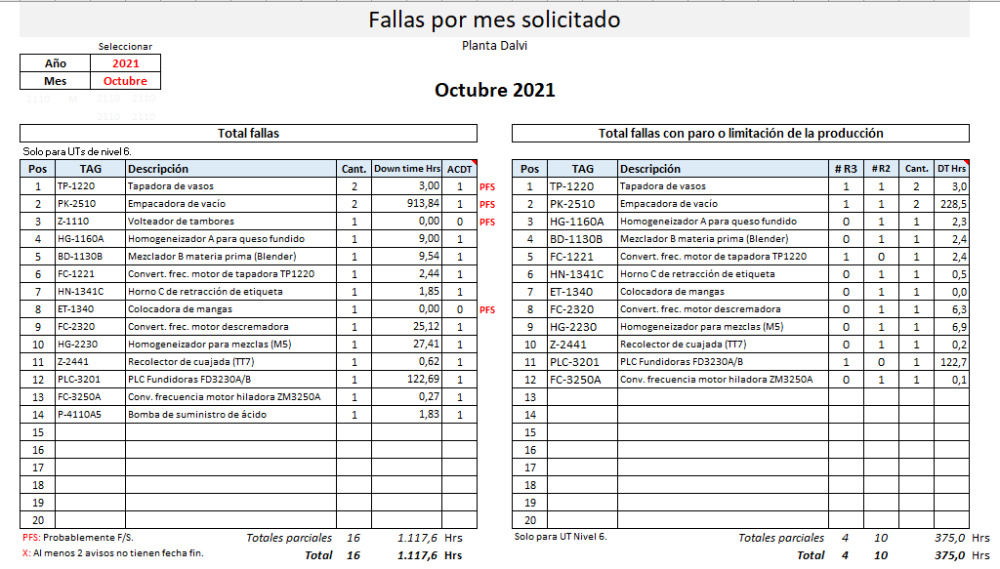 Fallas por mes solicitado
Planta Dalvi
Seleccionar
Año 2021
Mes Octubre
2110 M 2110 2110
2110 2110
Octubre 2021
Total fallas
Solo para UTs de nivel 6.
Pos TAG Descripción Cant. Down time Hrs ACDT
1 TP-1220 Tapadora de vasos 2 3,00 1 PFS
2 PK-2510 Empacadora de vacío 2 913,84 1 PFS
3 Z-1110 Volteador de tambores 1 0,00 0 PFS
4 HG-1160A Homogeneizador A para queso fundido 1 9,00 1
5 BD-1130B Mezclador B materia prima (Blender) 1 9,54 1
6 FC-1221 Convert. frec. motor de tapadora TP1220 1 2,44 1
7 HN-1341C Horno C de retracción de etiqueta 1 1,85 1
8 ET-1340 Colocadora de mangas 1 0,00 0 PFS
9 FC-2320 Convert. frec. motor descremadora 1 25,12 1
10 HG-2230 Homogeneizador para mezclas (M5) 1 27,41 1
11 Z-2441 Recolector de cuajada (TT7) 1 0,62 1
12 PLC-3201 PLC Fundidoras FD3230A/B 1 122,69 1
13 FC-3250A Conv. frecuencia motor hiladora ZM3250A 1 0,27 1
14 P-4110A5 Bomba de suministro de ácido 1 1,83 1
15
16
17
18
19
20
PFS: Probablemente F/S. Totales parciales 16 1.117,6 Hrs
X: Al menos 2 avisos no tienen fecha fin. Total 16 1.117,6 Hrs
Total fallas con paro o limitación de la producción
Pos TAG Descripción # R3 #R2 Cant. DT Hrs
1 TP-1220 Tapadora de vasos 1 1 2 3,0
2 PK-2510 Empacadora de vacío 1 1 2 228,5
3 HG-1160A Homogeneizador A para queso fundido 0 1 1 2,3
4 BD-1130B Mezclador B materia prima (Blender) 0 1 1 2,4
5 FC-1221 Convert. frec. motor de tapadora TP1220 1 0 1 2,4
6 HN-1341C Horno C de retracción de etiqueta 0 1 1 0,5
7 ET-1340 Colocadora de mangas 0 1 1 0,0
8 FC-2320 Convert. frec. motor descremadora 0 1 1 6,3
9 HG-2230 Homogeneizador para mezclas (M5) 0 1 1 6,9
10 Z-2441 Recolector de cuajada (TT7) 0 1 1 0,2
11 PLC-3201 PLC Fundidoras FD3230A/B 1 0 1 122,7
12 FC-3250A Conv. frecuencia motor hiladora ZM3250A 0 1 1 0,1
13
14
15
16
17
18
19
20
Solo para UT Nivel 6. Totales parciales 4 10 375,0 Hrs
Total 4 10 375,0 Hrs